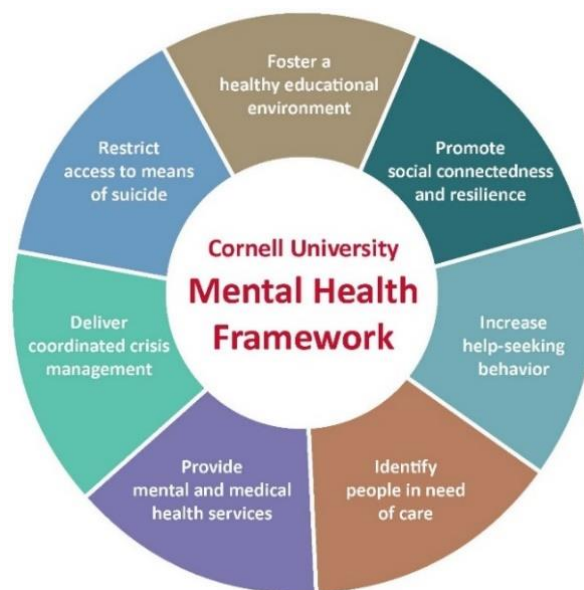 Foster a
healthy educational
environment
Promote
social connectedness
and resilience
Increase
help-seeking
behavior
Identify
people in need
of care
Provide
mental and medical
health services
Deliver
coordinated crisis
management
Restrict
access to means
of suicide
Cornell University
Mental Health
Framework